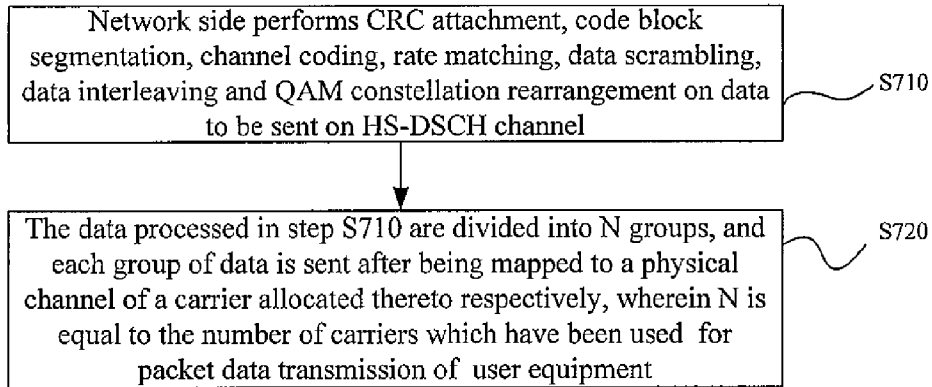 Network side performs CRC attachment, code block
segmentation, channel coding, rate matching, data scrambling,
data interleaving and QAM constellation rearrangement on data
to be sent on HS-DSCH channel
S710
The data processed in step S710 are divided into N groups, and
each group of data is sent after being mapped to a physical
channel of a carrier allocated thereto respectively, wherein N is
equal to the number of carriers which have been used for
packet data transmission of user equipment
S720